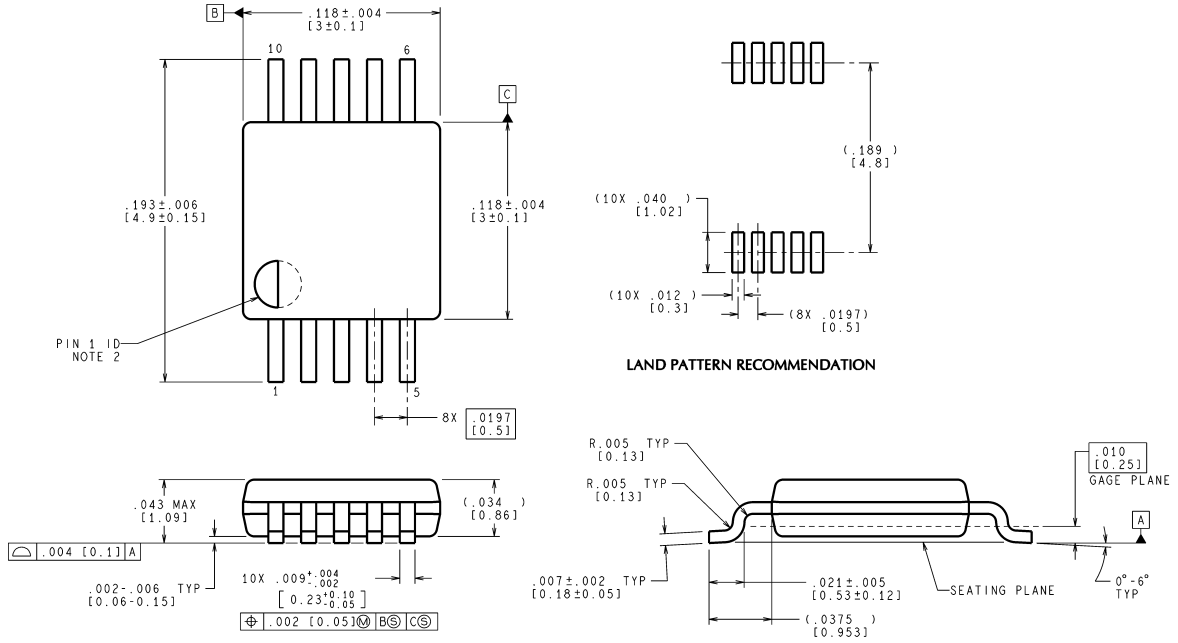 B
.118±.004
[3±0.1]
10
6
C
.193±.006
[4.9±0.15]
.118±.004
[3±0.1]
PIN 1 ID
NOTE 2
1
5
8X .0197
[0.5]
(.189 )
[4.8]
(10X .040 )
[1.02]
(10X .012 )
[0.3]
(8X .0197)
[0.5]
LAND PATTERN RECOMMENDATION
.043 MAX
[1.09]
(.034 )
[0.86]
⌓ .004 [0.1] A
.002-.006 TYP
[0.06-0.15]
10X .009 +.004
-.002
[ 0.23 +0.10
-0.05 ]
⌖ .002 [0.05]Ⓜ BⓈ CⓈ
R.005 TYP
[0.13]
R.005 TYP
[0.13]
.010
[0.25]
GAGE PLANE
A
.007±.002 TYP
[0.18±0.05]
.021±.005
[0.53±0.12]
SEATING PLANE
0°-6°
TYP
(.0375 )
[0.953]